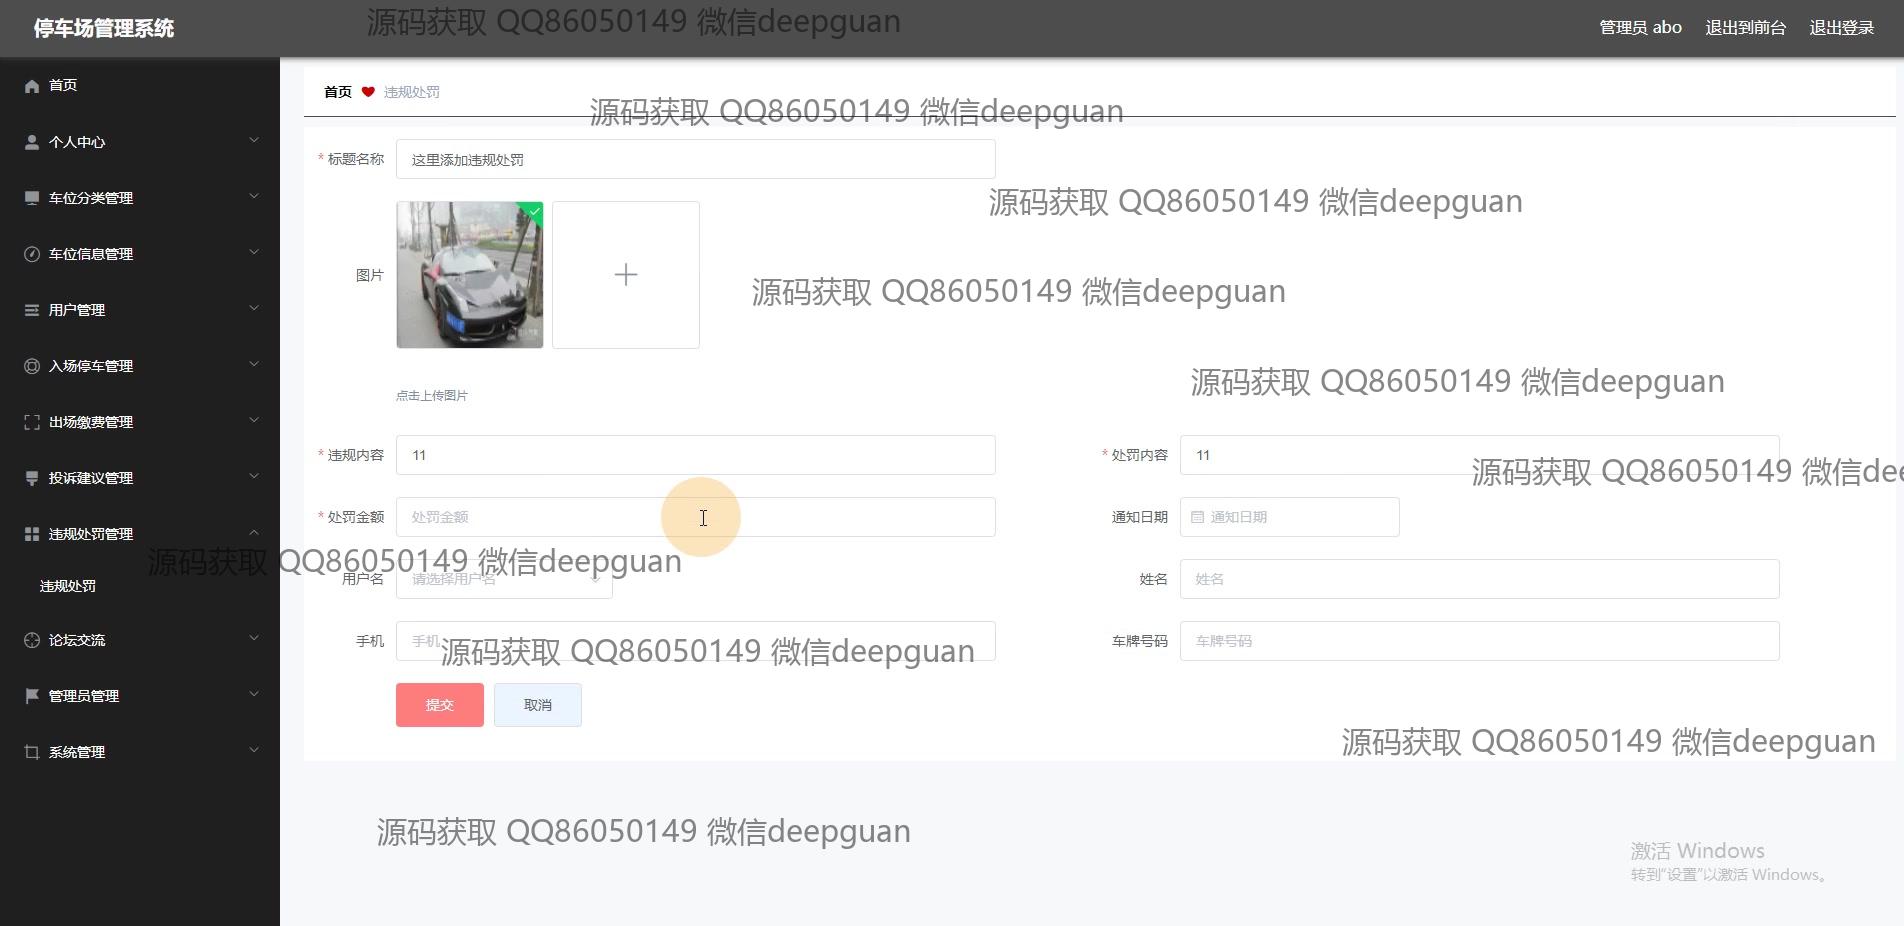 停车场管理系统
源码获取 QQ86050149 微信deepguan
管理员 abo
退出到前台
退出登录
首页
个人中心
车位分类管理
车位信息管理
用户管理
入场停车管理
出场缴费管理
投诉建议管理
违规处罚管理
违规处罚
论坛交流
管理员管理
系统管理
首页 违规处罚
源码获取 QQ86050149 微信deepguan
* 标题名称 这里添加违规处罚
源码获取 QQ86050149 微信deepguan
图片
源码获取 QQ86050149 微信deepguan
源码获取 QQ86050149 微信deepguan
点击上传图片
* 违规内容 11
* 处罚内容 11
源码获取 QQ86050149 微信dee
* 处罚金额 处罚金额
通知日期 通知日期
源码获取 QQ86050149 微信deepguan
用户名 请选择用户名
姓名 姓名
手机 手机
源码获取 QQ86050149 微信deepguan
车牌号码 车牌号码
提交 取消
源码获取 QQ86050149 微信deepguan
源码获取 QQ86050149 微信deepguan
激活 Windows
转到“设置”以激活 Windows。